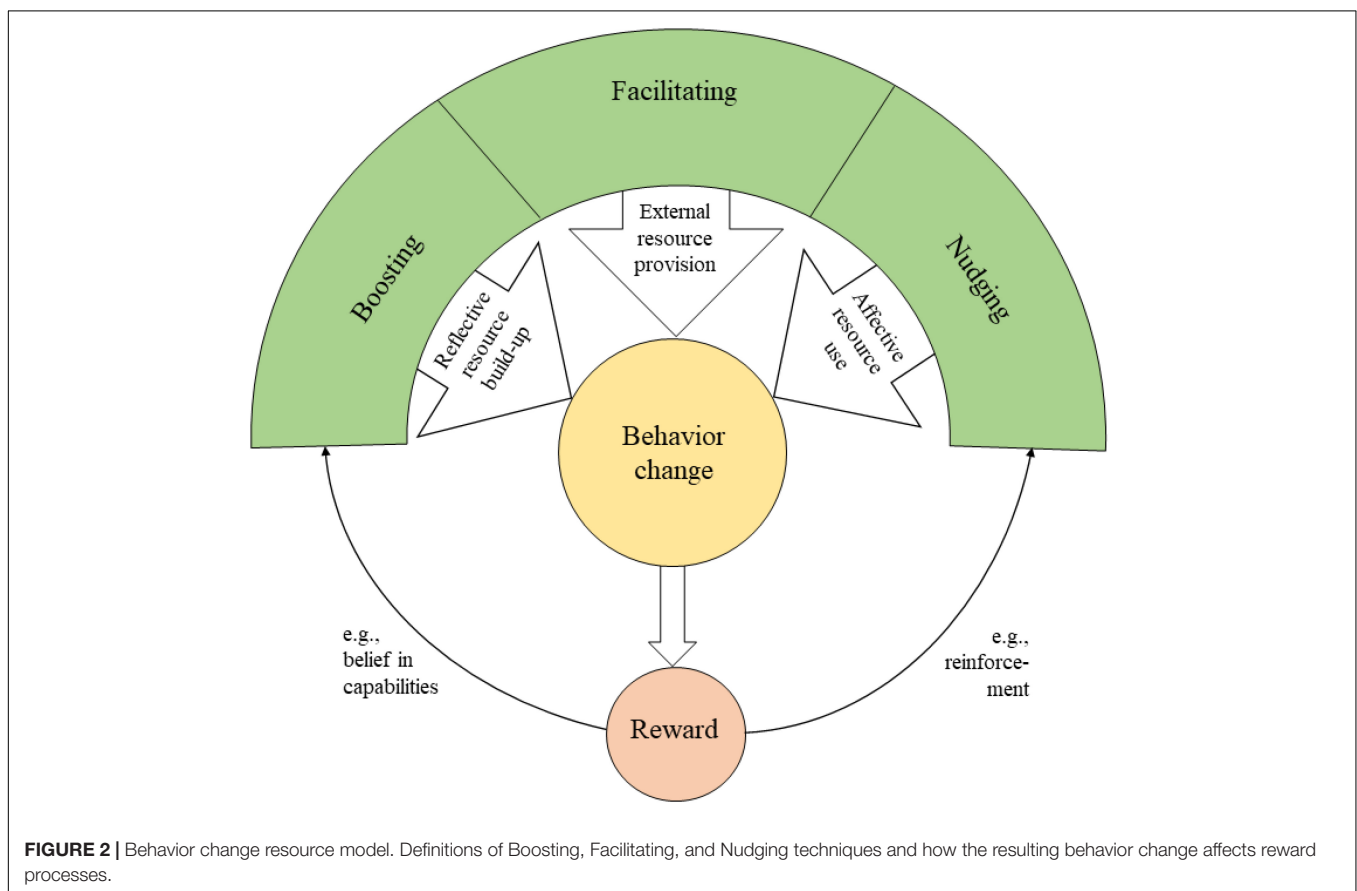 Facilitating
Boosting
Nudging
External
resource
provision
Reflective
resource
build-up
Affective
resource
use
Behavior
change
e.g.,
belief in
capabilities
e.g.,
reinforce-
ment
Reward
FIGURE 2 | Behavior change resource model. Definitions of Boosting, Facilitating, and Nudging techniques and how the resulting behavior change affects reward
processes.